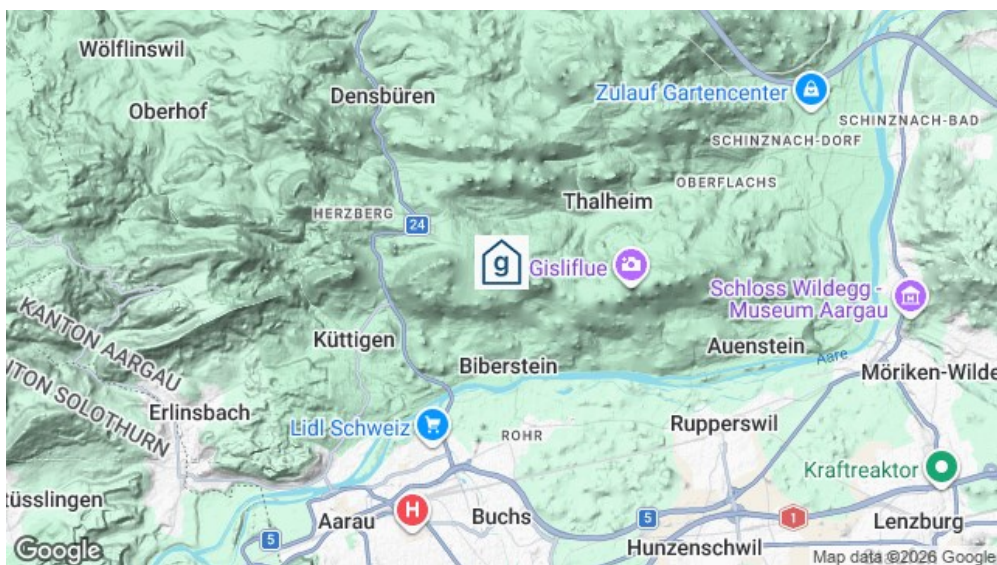 Wölflinswil
Oberhof
Densbüren
Zulauf Gartencenter
SCHINZNACH-BAD
SCHINZNACH-DORF
OBERFLACHS
Thalheim
HERZBERG
24
g
Gisliflue
Schloss Wildegg -
Museum Aargau
KANTON AARGAU
NTON SOLOTHURN
Küttigen
Biberstein
Auenstein
Aare
Möriken-Wilde
Erlinsbach
Lidl Schweiz
ROHR
Rupperswil
Kraftreaktor
tüsslingen
Aarau
H
Buchs
5
1
Lenzburg
5
Hunzenschwil
Google
Map data ©2026 Google